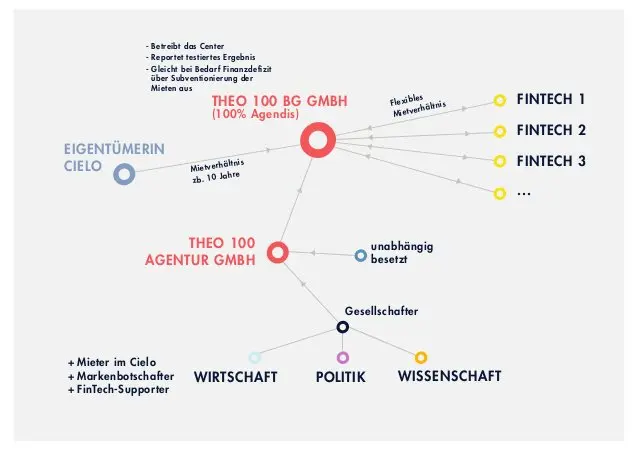 - Betreibt das Center
- Reportet testiertes Ergebnis
- Gleicht bei Bedarf Finanzdefizit
über Subventionierung der
Mieten aus
THEO 100 BG GMBH
(100% Agendis)
Flexibles
Mietverhältnis
FINTECH 1
FINTECH 2
FINTECH 3
...
EIGENTÜMERIN
CIELO
Mietverhältnis
zb. 10 Jahre
THEO 100
AGENTUR GMBH
unabhängig
besetzt
Gesellschafter
+ Mieter im Cielo
+ Markenbotschafter
+ FinTech-Supporter
WIRTSCHAFT
POLITIK
WISSENSCHAFT